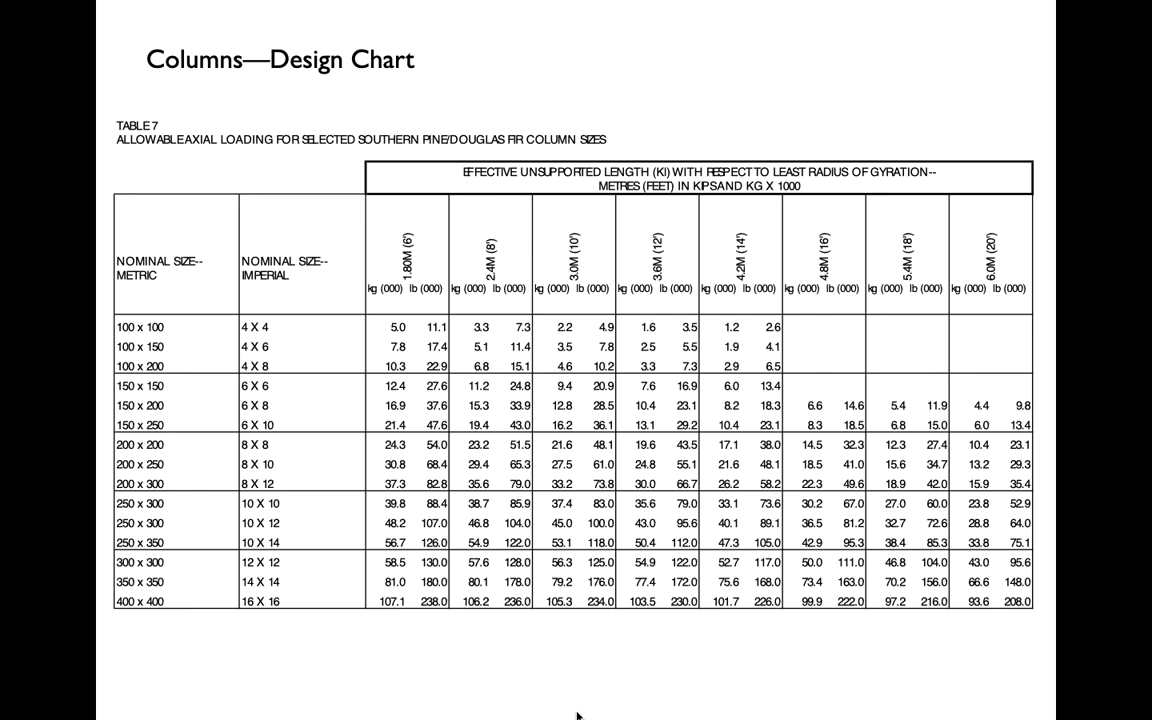 Columns—Design Chart
TABLE 7
ALLOWABLE AXIAL LOADING FOR SELECTED SOUTHERN PINE/DOUGLAS FIR COLUMN SIZES
EFFECTIVE UNSUPPORTED LENGTH (Kl) WITH RESPECT TO LEAST RADIUS OF GYRATION--
METRES (FEET) IN KIPS AND KG X 1000
NOMINAL SIZE-- NOMINAL SIZE-- 1.80M (6') 2.4M (8') 3.0M (10') 3.6M (12') 4.2M (14') 4.8M (16') 5.4M (18') 6.0M (20')
METRIC IMPERIAL
kg (000) lb (000) kg (000) lb (000) kg (000) lb (000) kg (000) lb (000) kg (000) lb (000) kg (000) lb (000) kg (000) lb (000) kg (000) lb (000)
100 x 100 4 X 4 5.0 11.1 3.3 7.3 2.2 4.9 1.6 3.5 1.2 2.6
100 x 150 4 X 6 7.8 17.4 5.1 11.4 3.5 7.8 2.5 5.5 1.9 4.1
100 x 200 4 X 8 10.3 22.9 6.8 15.1 4.6 10.2 3.3 7.3 2.9 6.5
150 x 150 6 X 6 12.4 27.6 11.2 24.8 9.4 20.9 7.6 16.9 6.0 13.4
150 x 200 6 X 8 16.9 37.6 15.3 33.9 12.8 28.5 10.4 23.1 8.2 18.3 6.6 14.6 5.4 11.9 4.4 9.8
150 x 250 6 X 10 21.4 47.6 19.4 43.0 16.2 36.1 13.1 29.2 10.4 23.1 8.3 18.5 6.8 15.0 6.0 13.4
200 x 200 8 X 8 24.3 54.0 23.2 51.5 21.6 48.1 19.6 43.5 17.1 38.0 14.5 32.3 12.3 27.4 10.4 23.1
200 x 250 8 X 10 30.8 68.4 29.4 65.3 27.5 61.0 24.8 55.1 21.6 48.1 18.5 41.0 15.6 34.7 13.2 29.3
200 x 300 8 X 12 37.3 82.8 35.6 79.0 33.2 73.8 30.0 66.7 26.2 58.2 22.3 49.6 18.9 42.0 15.9 35.4
250 x 300 10 X 10 39.8 88.4 38.7 85.9 37.4 83.0 35.6 79.0 33.1 73.6 30.2 67.0 27.0 60.0 23.8 52.9
250 x 300 10 X 12 48.2 107.0 46.8 104.0 45.0 100.0 43.0 95.6 40.1 89.1 36.5 81.2 32.7 72.6 28.8 64.0
250 x 350 10 X 14 56.7 126.0 54.9 122.0 53.1 118.0 50.4 112.0 47.3 105.0 42.9 95.3 38.4 85.3 33.8 75.1
300 x 300 12 X 12 58.5 130.0 57.6 128.0 56.3 125.0 54.9 122.0 52.7 117.0 50.0 111.0 46.8 104.0 43.0 95.6
350 x 350 14 X 14 81.0 180.0 80.1 178.0 79.2 176.0 77.4 172.0 75.6 168.0 73.4 163.0 70.2 156.0 66.6 148.0
400 x 400 16 X 16 107.1 238.0 106.2 236.0 105.3 234.0 103.5 230.0 101.7 226.0 99.9 222.0 97.2 216.0 93.6 208.0